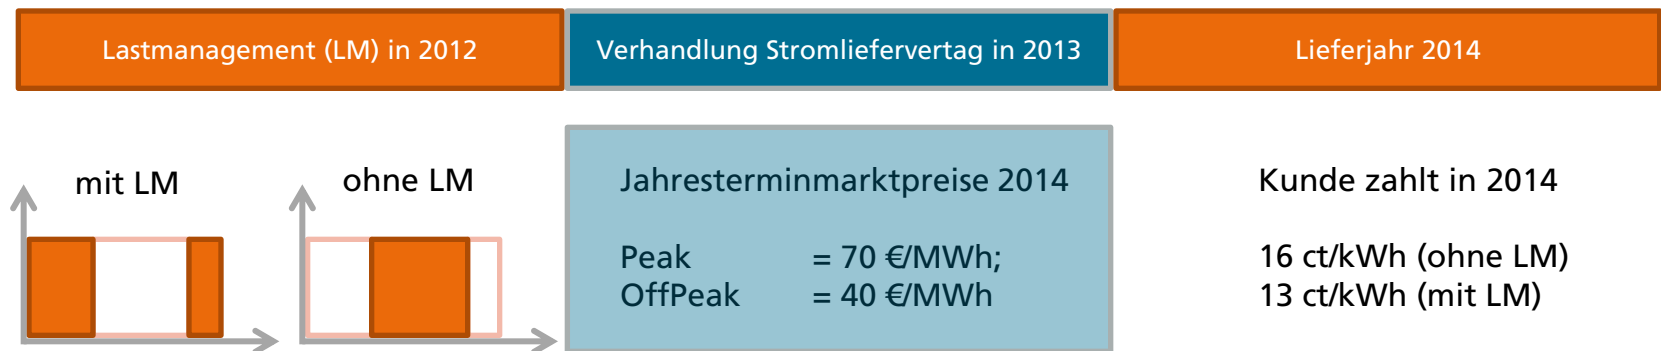 Lastmanagement (LM) in 2012
Verhandlung Stromliefervertag in 2013
Lieferjahr 2014
mit LM
ohne LM
Jahresterminmarktpreise 2014
Peak = 70 €/MWh;
OffPeak = 40 €/MWh
Kunde zahlt in 2014
16 ct/kWh (ohne LM)
13 ct/kWh (mit LM)